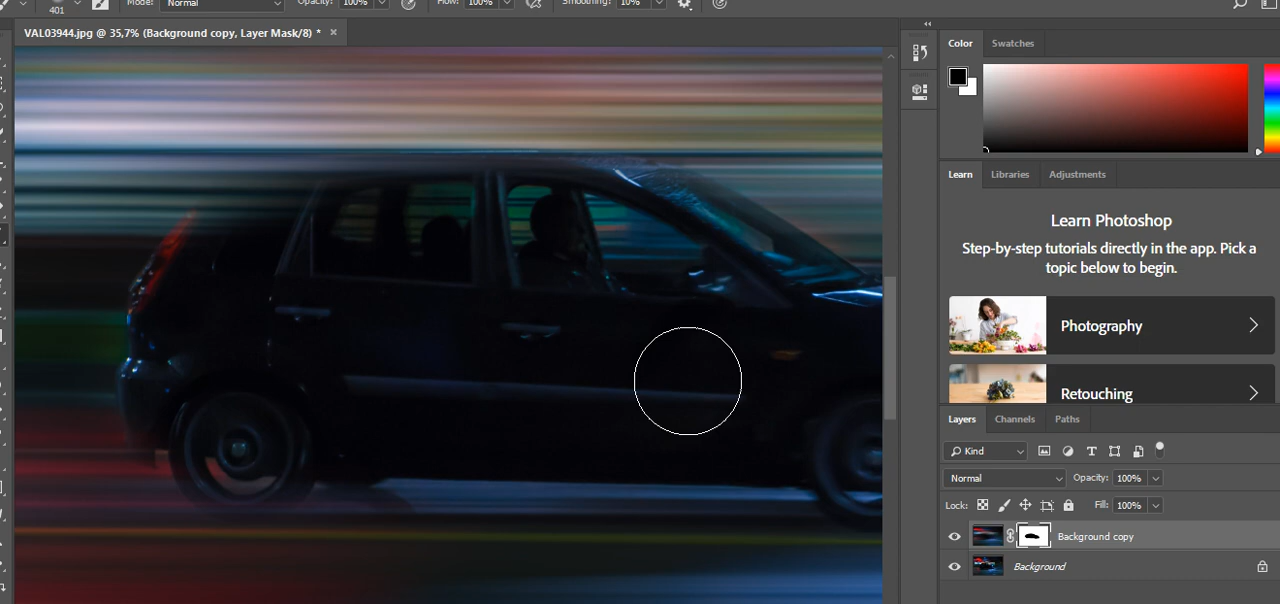 Mode: Normal Opacity: 100% Flow: 100% Smoothing: 10%
401
VAL03944.jpg @ 35,7% (Background copy, Layer Mask/8) * ×
Color Swatches
Learn Libraries Adjustments
Learn Photoshop
Step-by-step tutorials directly in the app. Pick a
topic below to begin.
Photography
Retouching
Layers Channels Paths
Kind
Normal Opacity: 100%
Lock: Fill: 100%
Background copy
Background